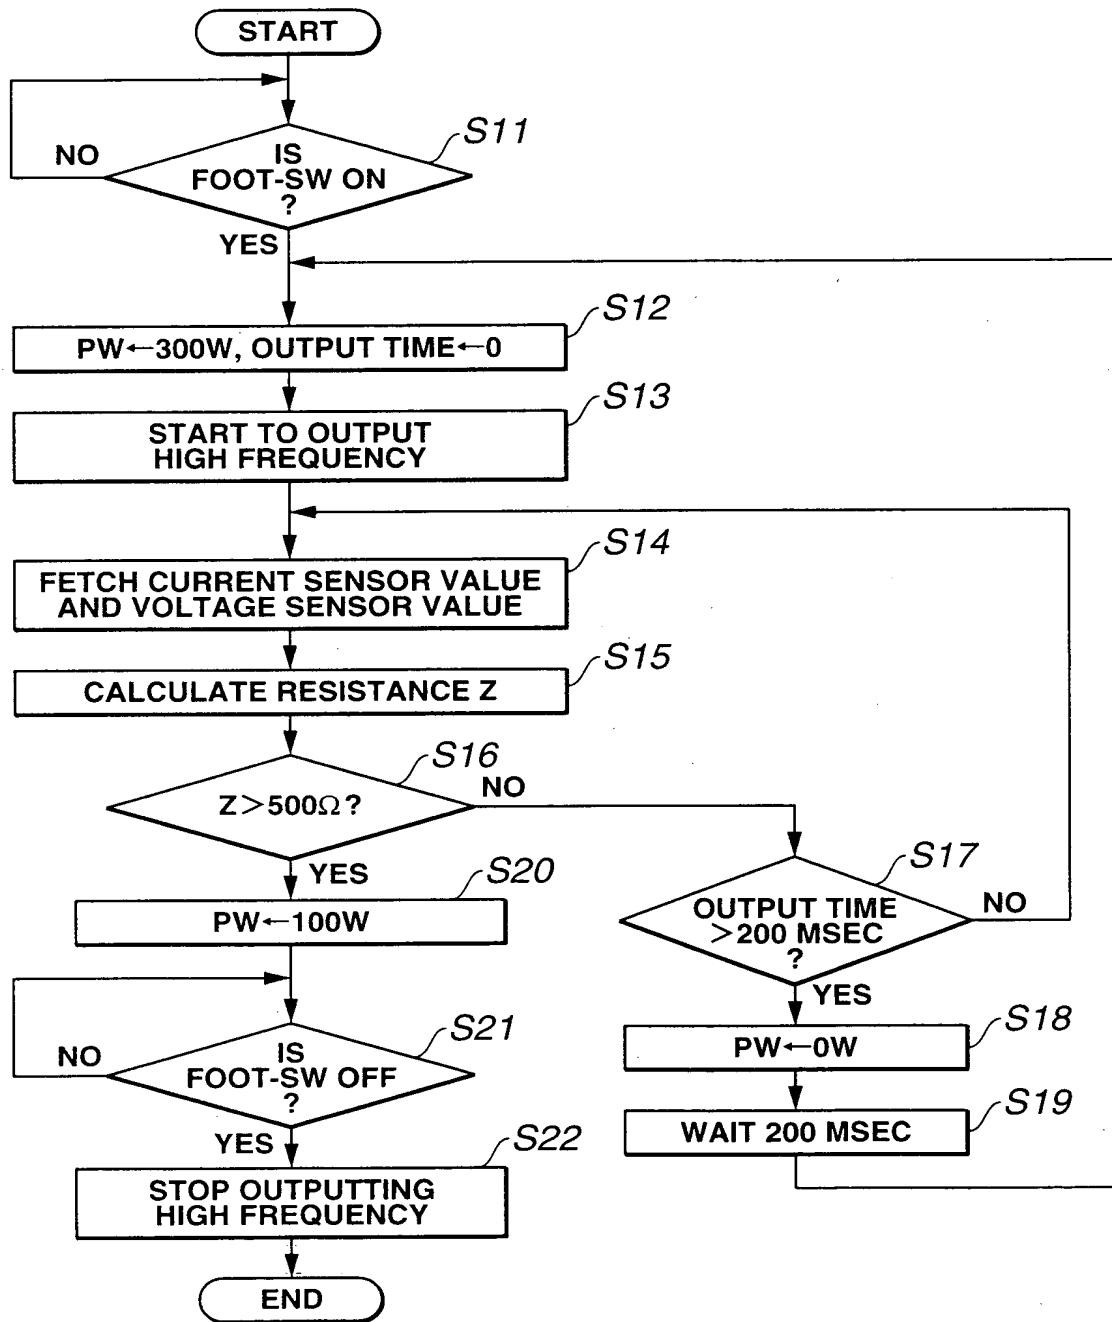 START
S11
IS
FOOT-SW ON
?
NO
YES
S12
PW←300W, OUTPUT TIME←0
S13
START TO OUTPUT
HIGH FREQUENCY
S14
FETCH CURRENT SENSOR VALUE
AND VOLTAGE SENSOR VALUE
S15
CALCULATE RESISTANCE Z
S16
Z>500Ω?
NO
YES
S17
OUTPUT TIME
>200 MSEC
?
NO
YES
S18
PW←0W
S19
WAIT 200 MSEC
S20
PW←100W
S21
IS
FOOT-SW OFF
?
NO
YES
S22
STOP OUTPUTTING
HIGH FREQUENCY
END